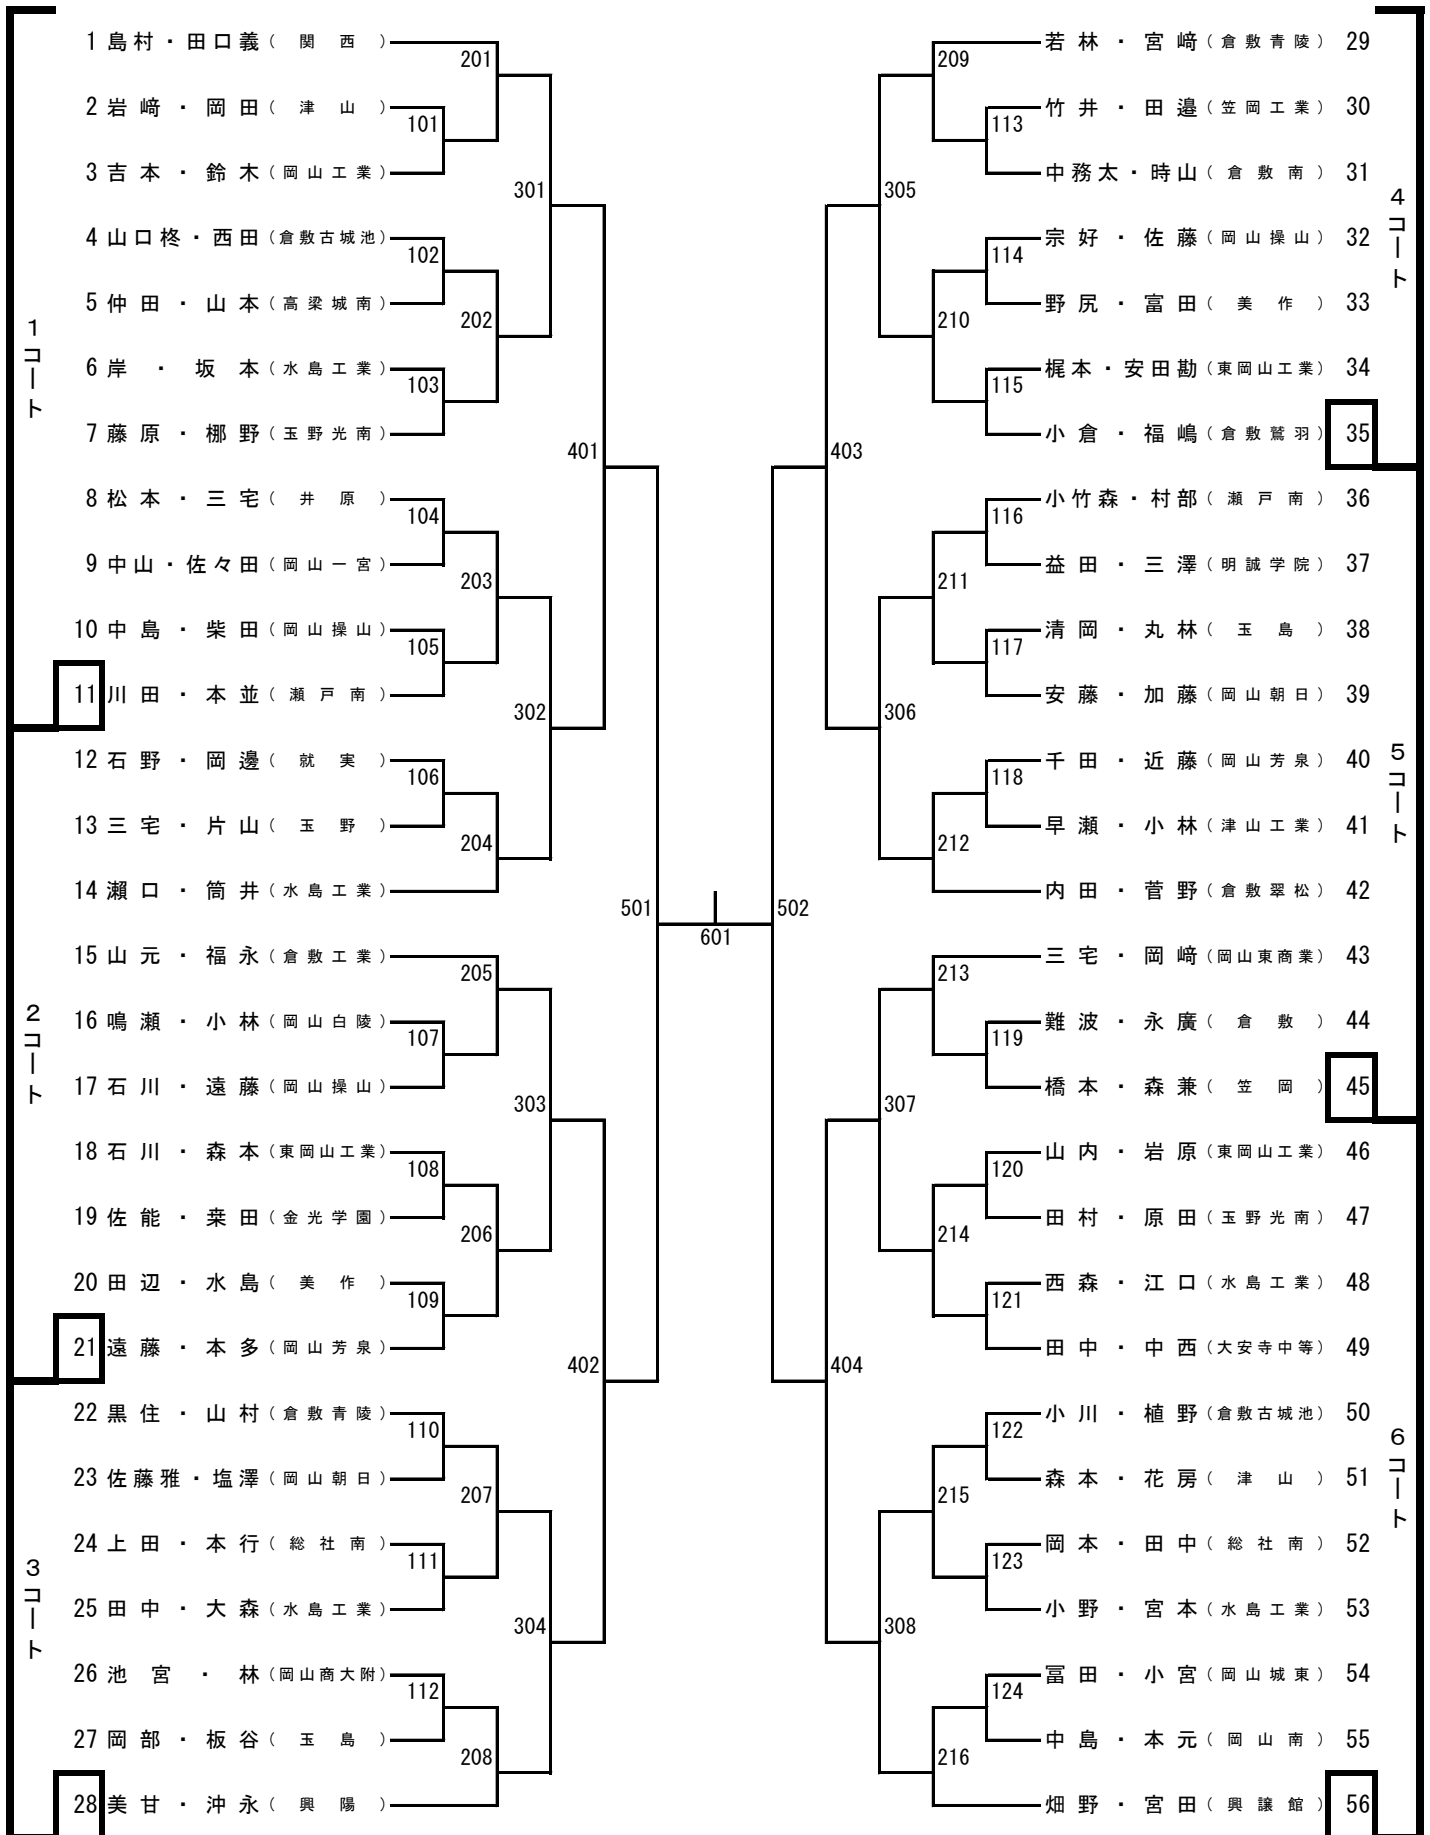 1コート
1 島村・田口義（関西）
2 岩﨑・岡田（津山）
3 吉本・鈴木（岡山工業）
4 山口柊・西田（倉敷古城池）
5 仲田・山本（高梁城南）
6 岸・坂本（水島工業）
7 藤原・梛野（玉野光南）
8 松本・三宅（井原）
9 中山・佐々田（岡山一宮）
10 中島・柴田（岡山操山）
11 川田・本並（瀬戸南）
2コート
12 石野・岡邊（就実）
13 三宅・片山（玉野）
14 瀬口・筒井（水島工業）
15 山元・福永（倉敷工業）
16 鳴瀬・小林（岡山白陵）
17 石川・遠藤（岡山操山）
18 石川・森本（東岡山工業）
19 佐能・桒田（金光学園）
20 田辺・水島（美作）
21 遠藤・本多（岡山芳泉）
3コート
22 黒住・山村（倉敷青陵）
23 佐藤雅・塩澤（岡山朝日）
24 上田・本行（総社南）
25 田中・大森（水島工業）
26 池宮・林（岡山商大附）
27 岡部・板谷（玉島）
28 美甘・沖永（興陽）
101
102
103
104
105
106
107
108
109
110
111
112
201
202
203
204
205
206
207
208
301
302
303
304
401
402
501
601
502
403
404
305
306
307
308
209
210
211
212
213
214
215
216
113
114
115
116
117
118
119
120
121
122
123
124
4コート
若林・宮﨑（倉敷青陵） 29
竹井・田邉（笠岡工業） 30
中務太・時山（倉敷南） 31
宗好・佐藤（岡山操山） 32
野尻・富田（美作） 33
梶本・安田勘（東岡山工業） 34
小倉・福嶋（倉敷鷲羽） 35
5コート
小竹森・村部（瀬戸南） 36
益田・三澤（明誠学院） 37
清岡・丸林（玉島） 38
安藤・加藤（岡山朝日） 39
千田・近藤（岡山芳泉） 40
早瀬・小林（津山工業） 41
内田・菅野（倉敷翠松） 42
三宅・岡﨑（岡山東商業） 43
難波・永廣（倉敷） 44
橋本・森兼（笠岡） 45
6コート
山内・岩原（東岡山工業） 46
田村・原田（玉野光南） 47
西森・江口（水島工業） 48
田中・中西（大安寺中等） 49
小川・植野（倉敷古城池） 50
森本・花房（津山） 51
岡本・田中（総社南） 52
小野・宮本（水島工業） 53
冨田・小宮（岡山城東） 54
中島・本元（岡山南） 55
畑野・宮田（興譲館） 56